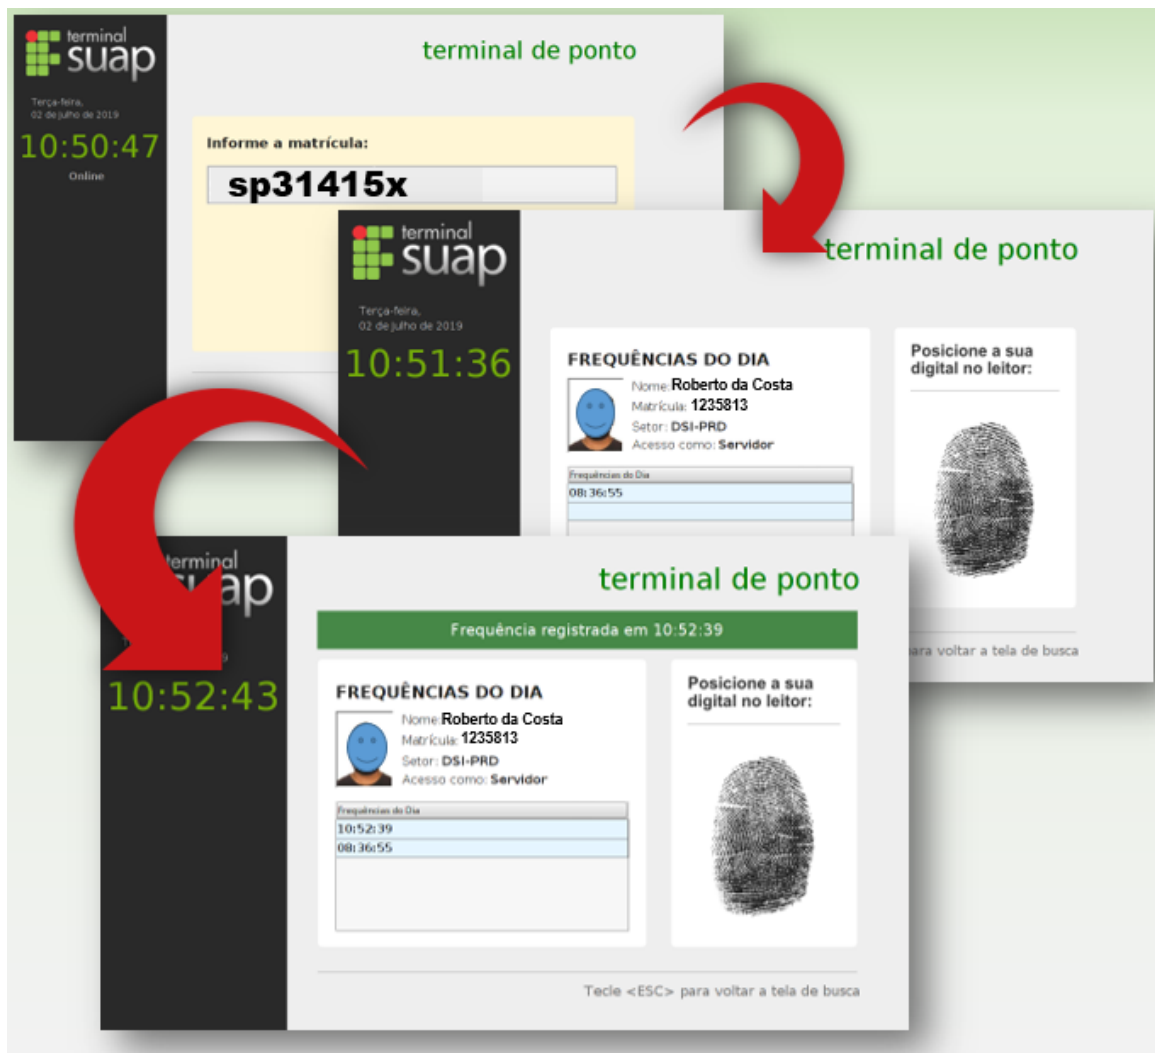 terminal
suap
Terça-feira,
02 de julho de 2019
10:50:47
Online
terminal de ponto
Informe a matrícula:
sp31415x
terminal
suap
Terça-feira,
02 de julho de 2019
10:51:36
terminal de ponto
FREQUÊNCIAS DO DIA
Nome: Roberto da Costa
Matrícula: 1235813
Setor: DSI-PRD
Acesso como: Servidor
Frequências do Dia
08:36:55
Posicione a sua
digital no leitor:
para voltar a tela de busca
terminal
suap
9
10:52:43
terminal de ponto
Frequência registrada em 10:52:39
FREQUÊNCIAS DO DIA
Nome: Roberto da Costa
Matrícula: 1235813
Setor: DSI-PRD
Acesso como: Servidor
Frequências do Dia
10:52:39
08:36:55
Posicione a sua
digital no leitor:
Tecle <ESC> para voltar a tela de busca